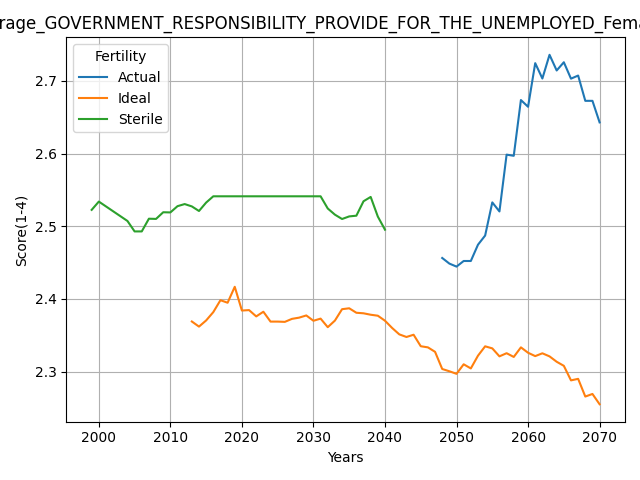 rage_GOVERNMENT_RESPONSIBILITY_PROVIDE_FOR_THE_UNEMPLOYED_Fema
Fertility
Actual
Ideal
Sterile
Score(1-4)
2.7
2.6
2.5
2.4
2.3
2000 2010 2020 2030 2040 2050 2060 2070
Years